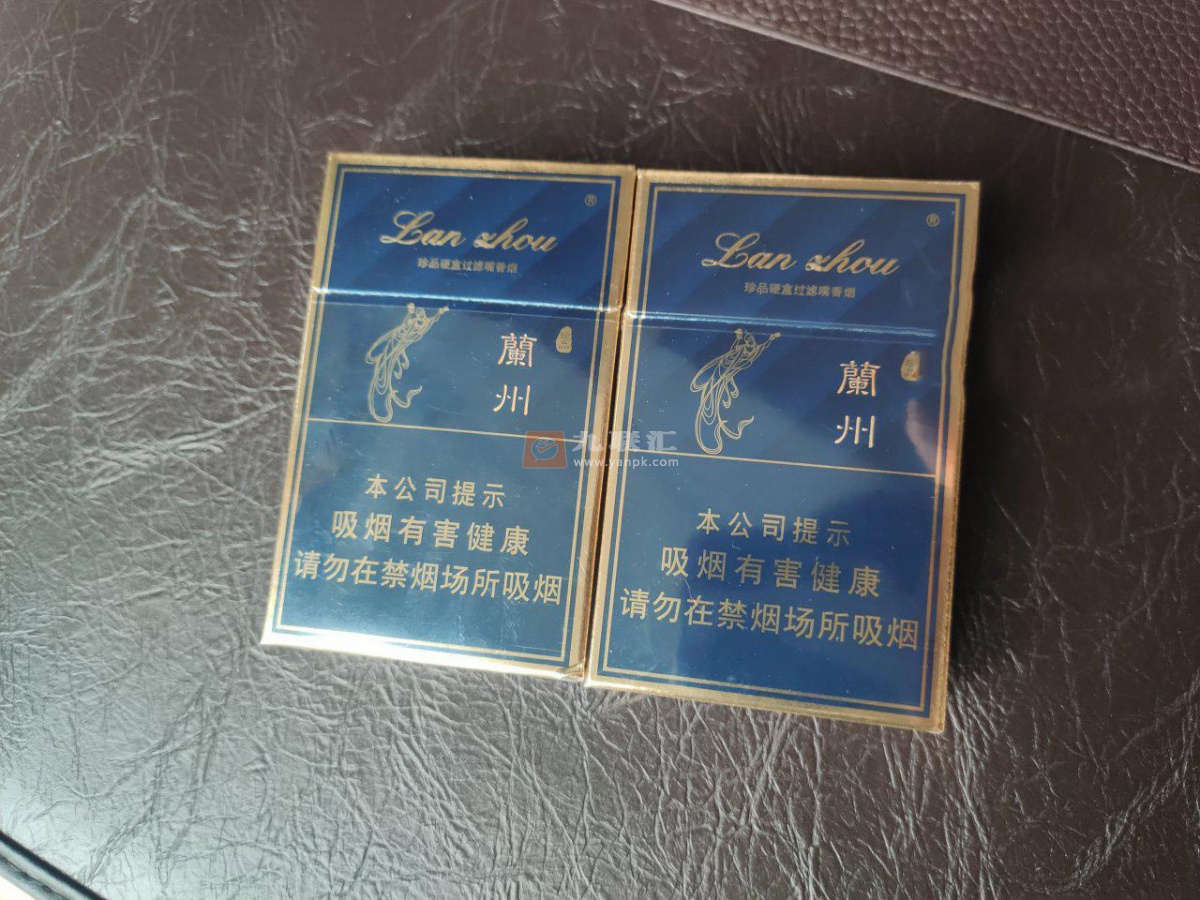 Lan zhou ®
珍品硬盒过滤嘴香烟
蘭
州
本公司提示
吸烟有害健康
请勿在禁烟场所吸烟
Lan zhou ®
珍品硬盒过滤嘴香烟
蘭
州
本公司提示
吸烟有害健康
请勿在禁烟场所吸烟
九联汇
www.yanpk.com